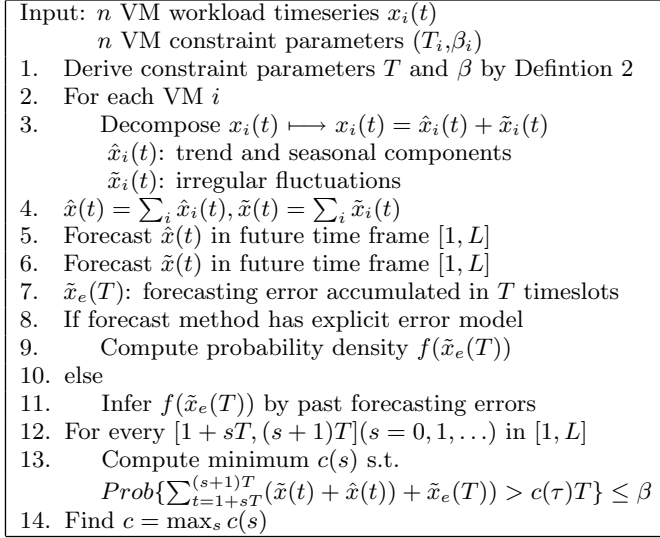 Input: n VM workload timeseries x_i(t)
n VM constraint parameters (T_i,β_i)
1. Derive constraint parameters T and β by Defintion 2
2. For each VM i
3. Decompose x_i(t) ⟼ x_i(t) = x̂_i(t) + x̃_i(t)
x̂_i(t): trend and seasonal components
x̃_i(t): irregular fluctuations
4. x̂(t) = ∑_i x̂_i(t), x̃(t) = ∑_i x̃_i(t)
5. Forecast x̂(t) in future time frame [1, L]
6. Forecast x̃(t) in future time frame [1, L]
7. x̃_e(T): forecasting error accumulated in T timeslots
8. If forecast method has explicit error model
9. Compute probability density f(x̃_e(T))
10. else
11. Infer f(x̃_e(T)) by past forecasting errors
12. For every [1 + sT, (s + 1)T](s = 0, 1, . . .) in [1, L]
13. Compute minimum c(s) s.t.
Prob{∑_{t=1+sT}^{(s+1)T}(x̃(t) + x̂(t)) + x̃_e(T)) > c(τ)T} ≤ β
14. Find c = max_s c(s)